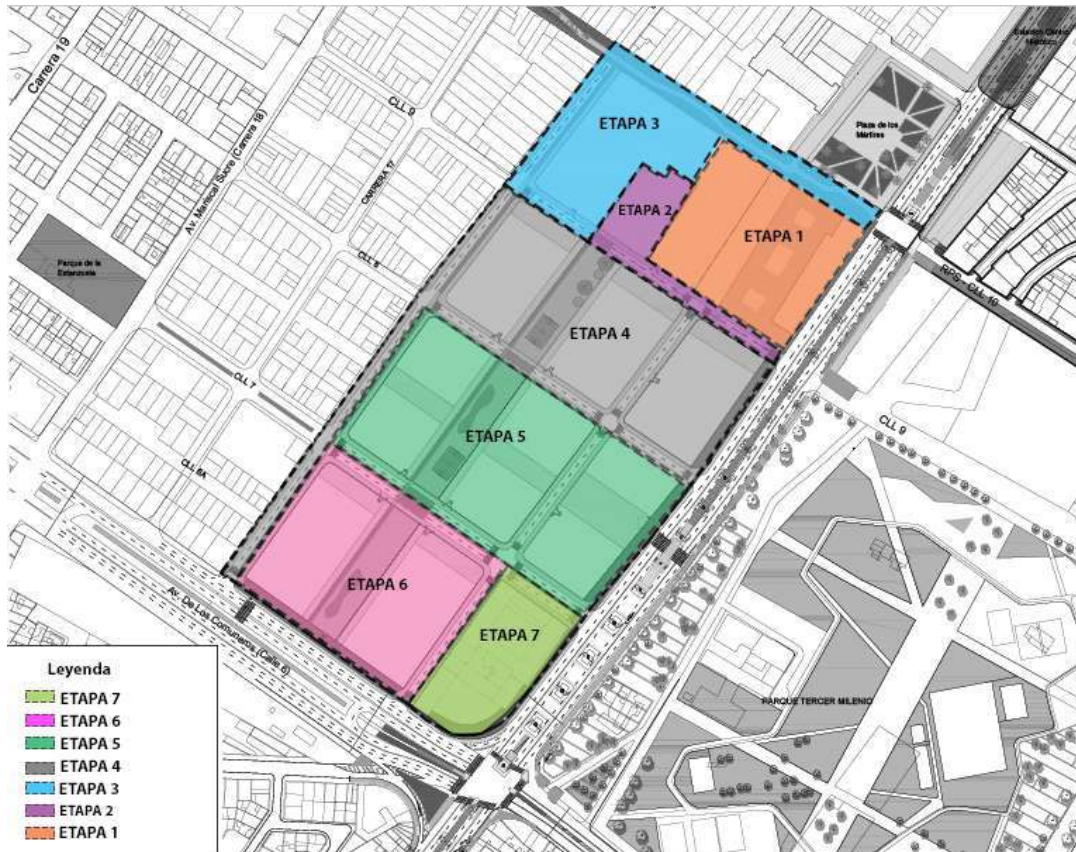 Estación Centro
Histórico
Carrera 19
CLL 9
ETAPA 3
Plaza de los
Mártires
Av. Mariscal Sucre (Carrera 18)
CARRERA 17
ETAPA 2
ETAPA 1
Parque de la
Estanzuela
CLL 8
RPS - CLL 10
ETAPA 4
CLL 7
CLL 9
ETAPA 5
CLL 6A
ETAPA 6
Av. De Los Comuneros (Calle 6)
ETAPA 7
PARQUE TERCER MILENIO
Leyenda
ETAPA 7
ETAPA 6
ETAPA 5
ETAPA 4
ETAPA 3
ETAPA 2
ETAPA 1